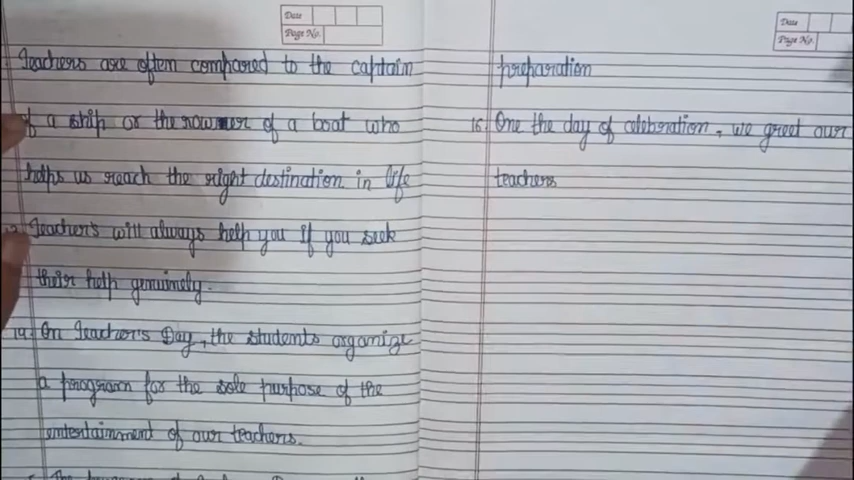 Date
Page No.
Teachers are often compared to the captain
of a ship or the rowner of a boat who
helps us reach the right destination in life
Teacher's will always help you if you seek
their help genuinely.
14. On Teacher's Day, the students organize
a program for the sole purpose of the
entertainment of our teachers.
Date
Page No.
preparation
16. One the day of celebration, we greet our
teachers